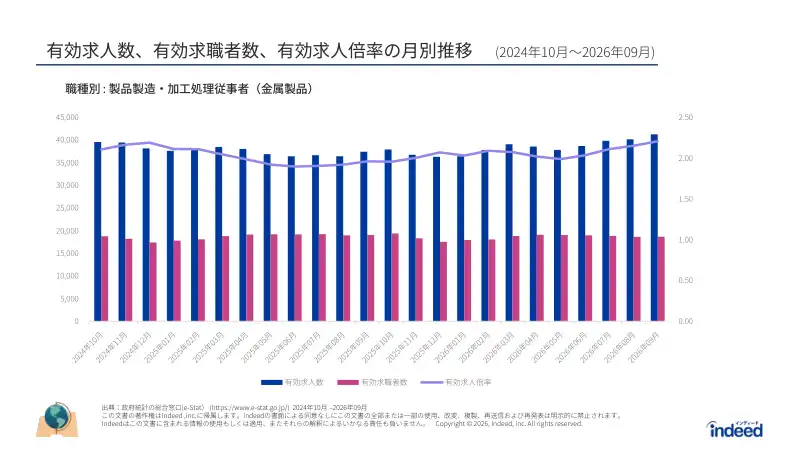 有効求人数、有効求職者数、有効求人倍率の月別推移 (2024年10月～2026年09月)
職種別 : 製品製造・加工処理従事者（金属製品）
45,000
40,000
35,000
30,000
25,000
20,000
15,000
10,000
5,000
0
2.50
2.00
1.50
1.00
0.50
0.00
2024年10月
2024年11月
2024年12月
2025年01月
2025年02月
2025年03月
2025年04月
2025年05月
2025年06月
2025年07月
2025年08月
2025年09月
2025年10月
2025年11月
2025年12月
2026年01月
2026年02月
2026年03月
2026年04月
2026年05月
2026年06月
2026年07月
2026年08月
2026年09月
有効求人数 有効求職者数 有効求人倍率
出典：政府統計の総合窓口(e-Stat） (https://www.e-stat.go.jp/) 2024年10月 –2026年09月
この文書の著作権はIndeed ,Inc.に帰属します。Indeedの書面による同意なしにこの文書の全部または一部の使用、改変、複製、再送信および再発表は明示的に禁止されます。
Indeedはこの文書に含まれる情報の使用もしくは適用、またそれらの解釈によるいかなる責任も負いません。 Copyright © 2026, Indeed, Inc. All rights reserved.
インディード
indeed